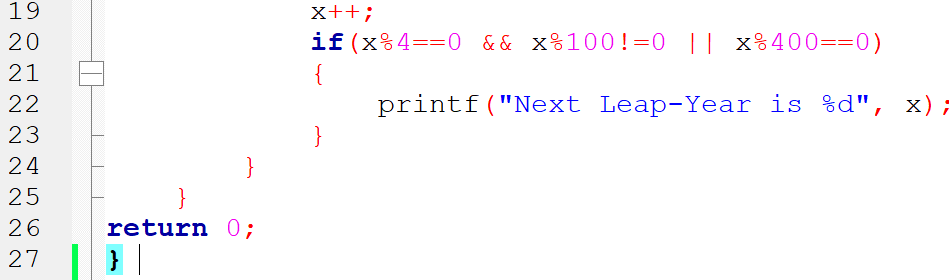 19 x++;
20 if(x%4==0 && x%100!=0 || x%400==0)
21 {
22 printf("Next Leap-Year is %d", x);
23 }
24 }
25 }
26 return 0;
27 }